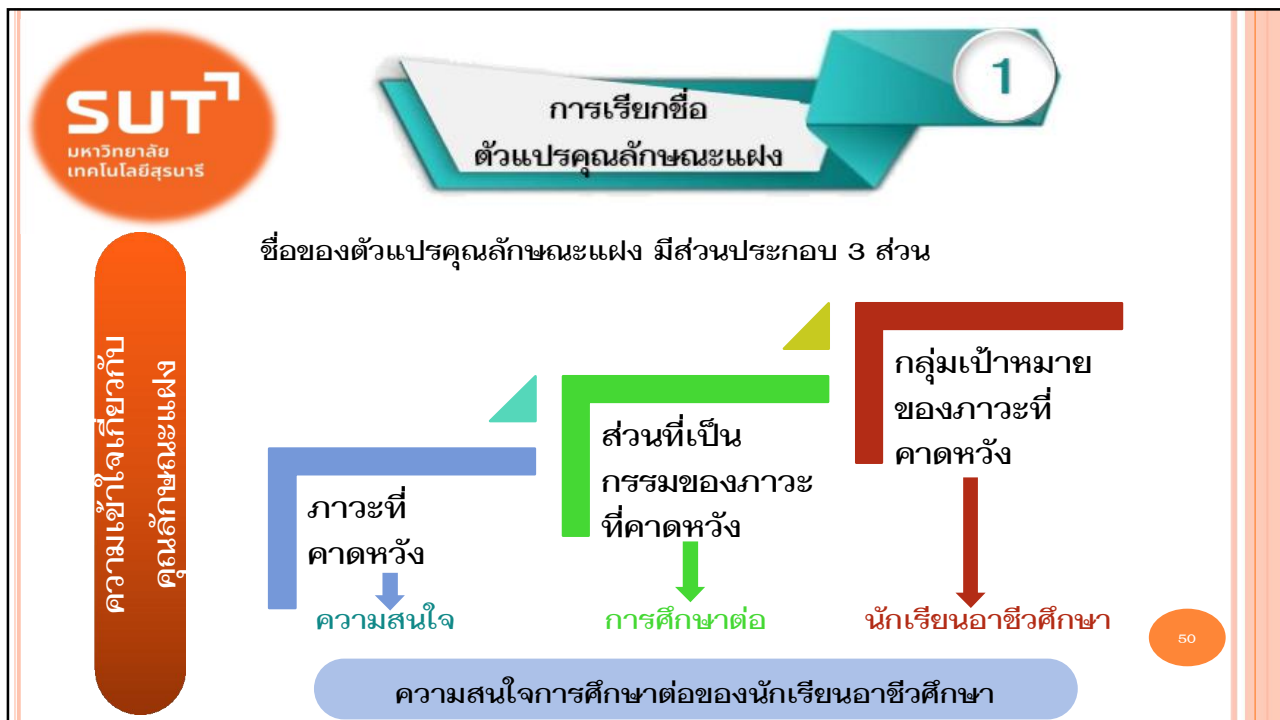 SUT
มหาวิทยาลัย
เทคโนโลยีสุรนารี
การเรียกชื่อ
ตัวแปรคุณลักษณะแฝง
1
ความเข้าใจเกี่ยวกับ
คุณลักษณะแฝง
ชื่อของตัวแปรคุณลักษณะแฝง มีส่วนประกอบ 3 ส่วน
ภาวะที่
คาดหวัง
ความสนใจ
ส่วนที่เป็น
กรรมของภาวะ
ที่คาดหวัง
การศึกษาต่อ
กลุ่มเป้าหมาย
ของภาวะที่
คาดหวัง
นักเรียนอาชีวศึกษา
ความสนใจการศึกษาต่อของนักเรียนอาชีวศึกษา
50